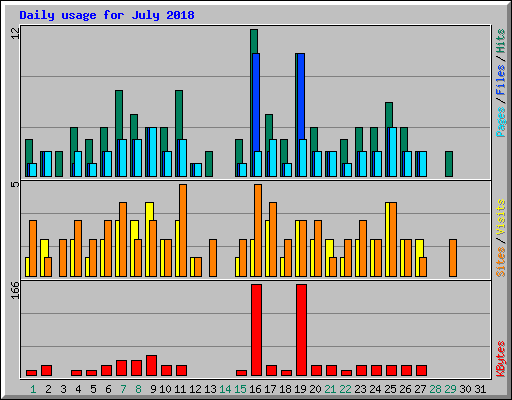 Daily usage for July 2018
12
Pages / Files / Hits
5
Sites / Visits
166
KBytes
1 2 3 4 5 6 7 8 9 10 11 12 13 14 15 16 17 18 19 20 21 22 23 24 25 26 27 28 29 30 31